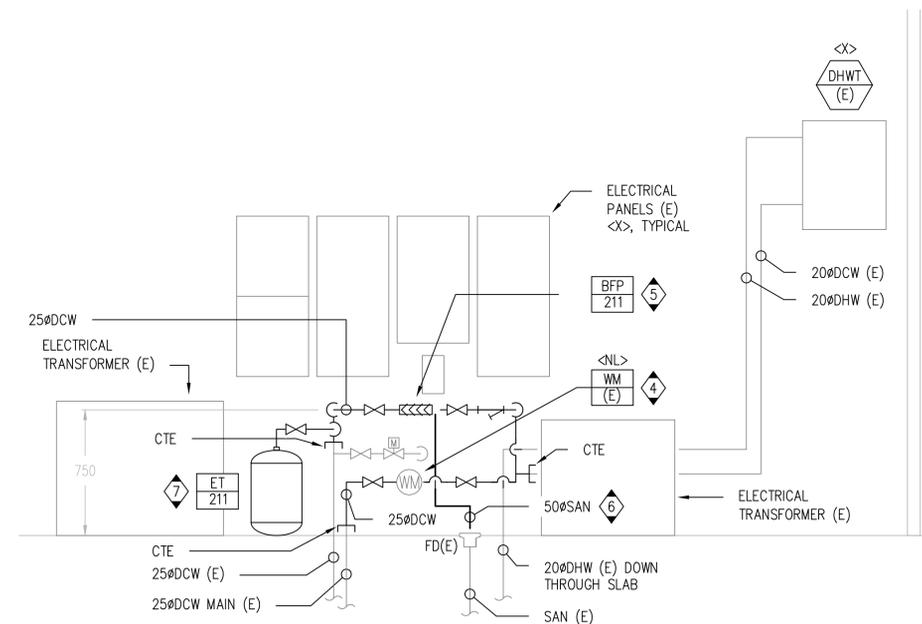 <X>
DHWT
(E)
ELECTRICAL
PANELS (E)
<X>, TYPICAL
20øDCW (E)
20øDHW (E)
BFP
211
5
25øDCW
ELECTRICAL
TRANSFORMER (E)
<NL>
WM
(E)
4
CTE
M
CTE
750
WM
7
ET
211
25øDCW
50øSAN
6
ELECTRICAL
TRANSFORMER (E)
CTE
FD(E)
25øDCW (E)
20øDHW (E) DOWN
THROUGH SLAB
25øDCW MAIN (E)
SAN (E)